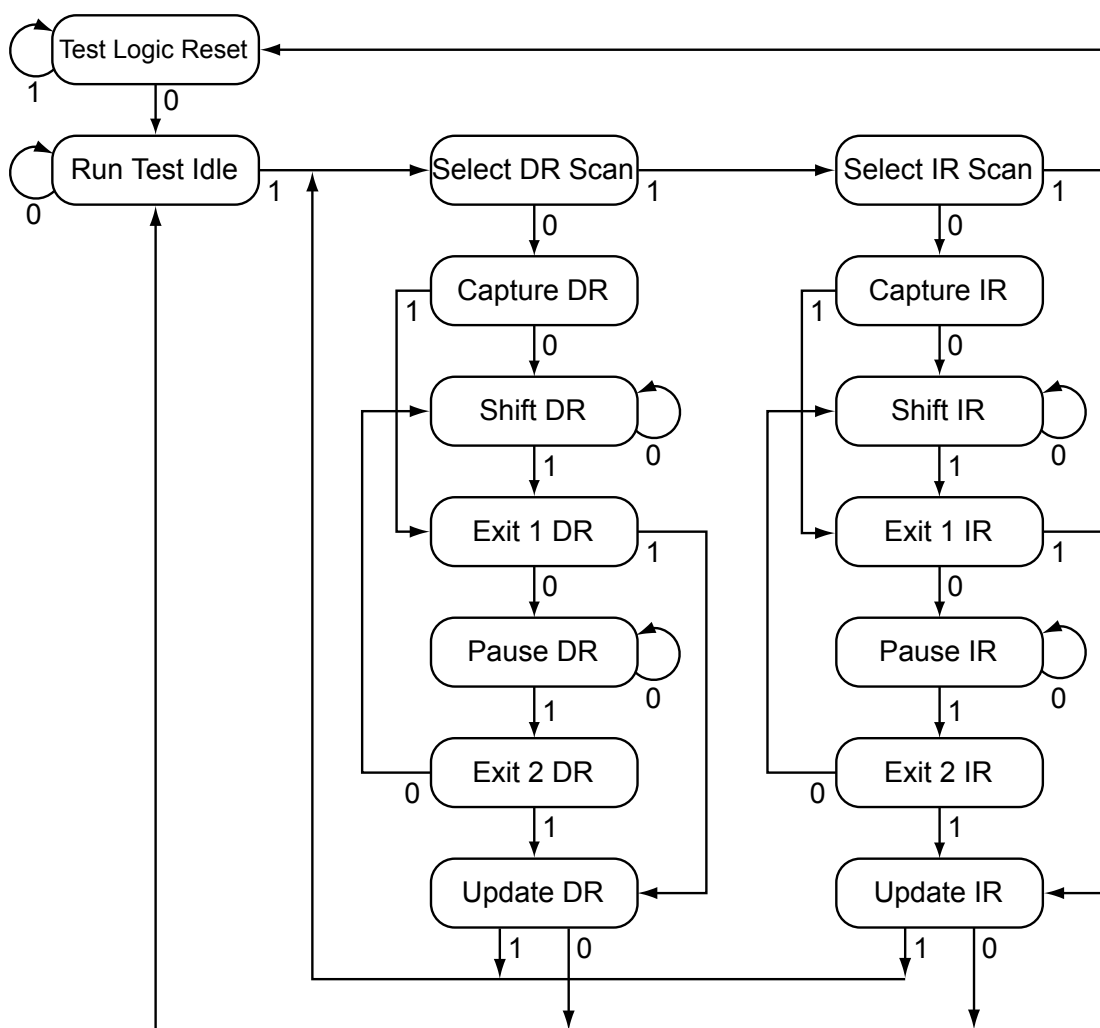 Test Logic Reset
1
0
Run Test Idle
0
1
Select DR Scan
1
0
Select IR Scan
1
0
Capture DR
1
0
Capture IR
1
0
Shift DR
0
1
Shift IR
0
1
Exit 1 DR
1
0
Exit 1 IR
1
0
Pause DR
0
1
Pause IR
0
1
Exit 2 DR
0
1
Exit 2 IR
0
1
Update DR
1
0
Update IR
1
0